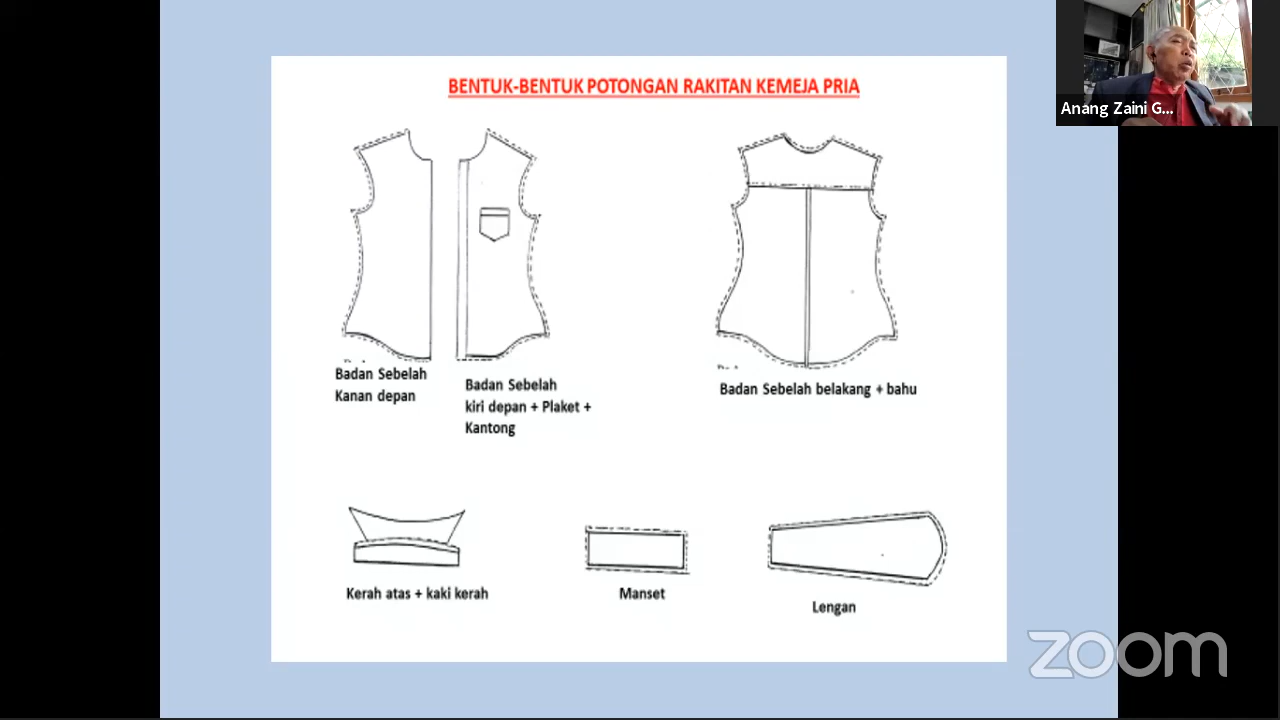 BENTUK-BENTUK POTONGAN RAKITAN KEMEJA PRIA
Anang Zaini G...
Badan Sebelah
Kanan depan
Badan Sebelah
kiri depan + Plaket +
Kantong
Badan Sebelah belakang + bahu
Kerah atas + kaki kerah
Manset
Lengan
zoom